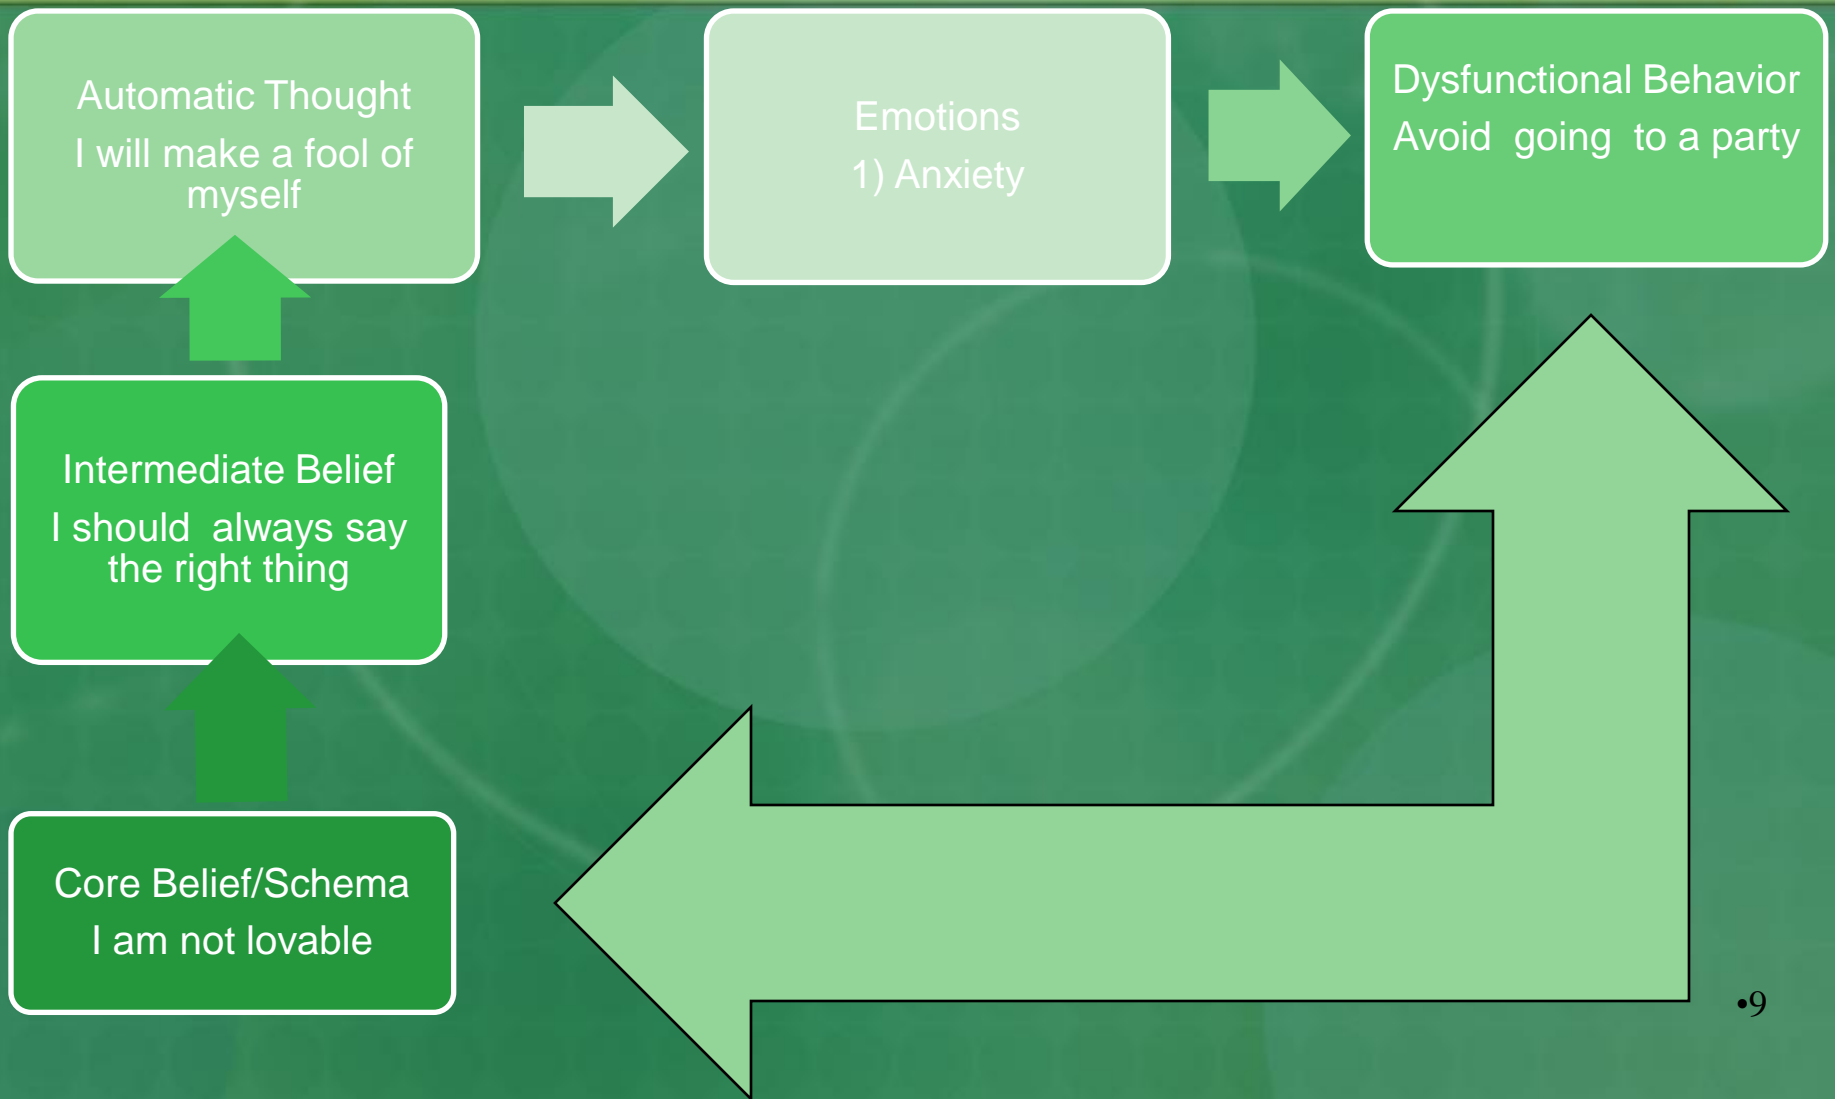 Automatic Thought
I will make a fool of
myself
Emotions
1) Anxiety
Dysfunctional Behavior
Avoid  going  to a party
Intermediate Belief
I should  always say
the right thing
Core Belief/Schema
I am not lovable
•9